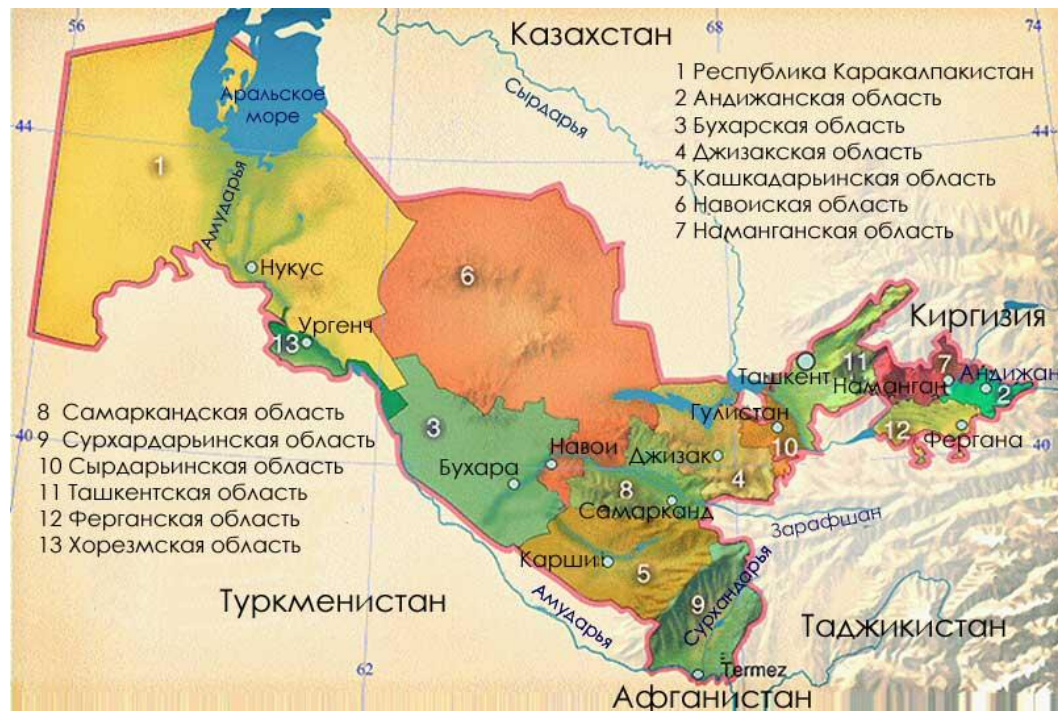 56
68
74
Казахстан
1 Республика Каракалпакистан
2 Андижанская область
3 Бухарская область
4 Джизакская область
5 Кашкадарьинская область
6 Навоиская область
7 Наманганская область
Сырдарья
Аральское
море
44
44
1
Амударья
Нукус
6
Ургенч
13
Киргизия
Ташкент
11
7
Наманган
Андижан
2
8 Самаркандская область
9 Сурхардарьинская область
10 Сырдарьинская область
11 Ташкентская область
12 Ферганская область
13 Хорезмская область
40
3
Гулистан
10
12
Фергана
40
Навои
Джизак
4
Бухара
8
Самарканд
Зарафшан
Карши
5
Туркменистан
Амударья
9
Сурхандарья
Таджикистан
62
Termez
Афганистан